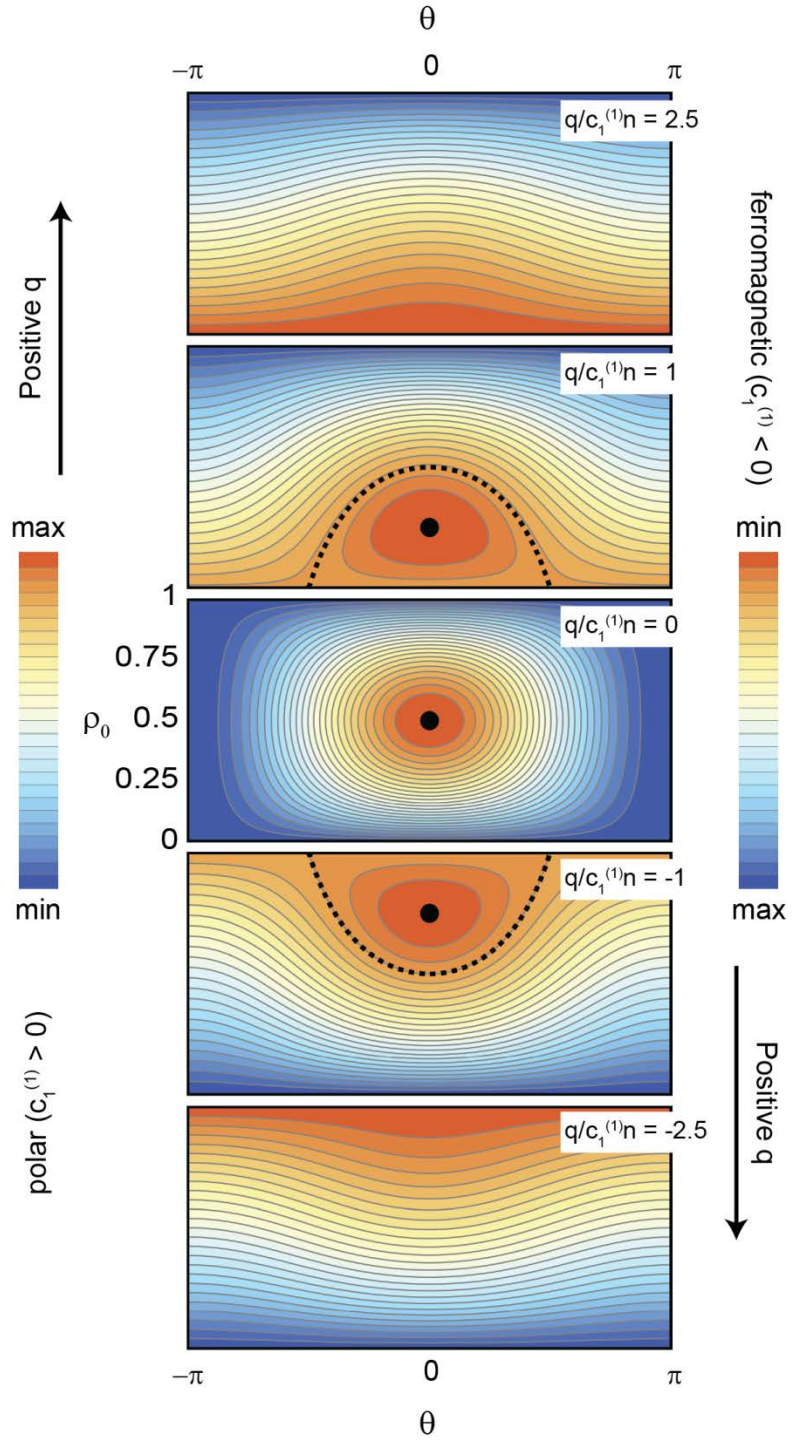 θ
−π 0 π
q/c₁⁽¹⁾n = 2.5
Positive q
ferromagnetic (c₁⁽¹⁾ < 0)
q/c₁⁽¹⁾n = 1
max
min
min
max
q/c₁⁽¹⁾n = 0
1
0.75
ρ₀ 0.5
0.25
0
q/c₁⁽¹⁾n = -1
polar (c₁⁽¹⁾ > 0)
Positive q
q/c₁⁽¹⁾n = -2.5
−π 0 π
θ